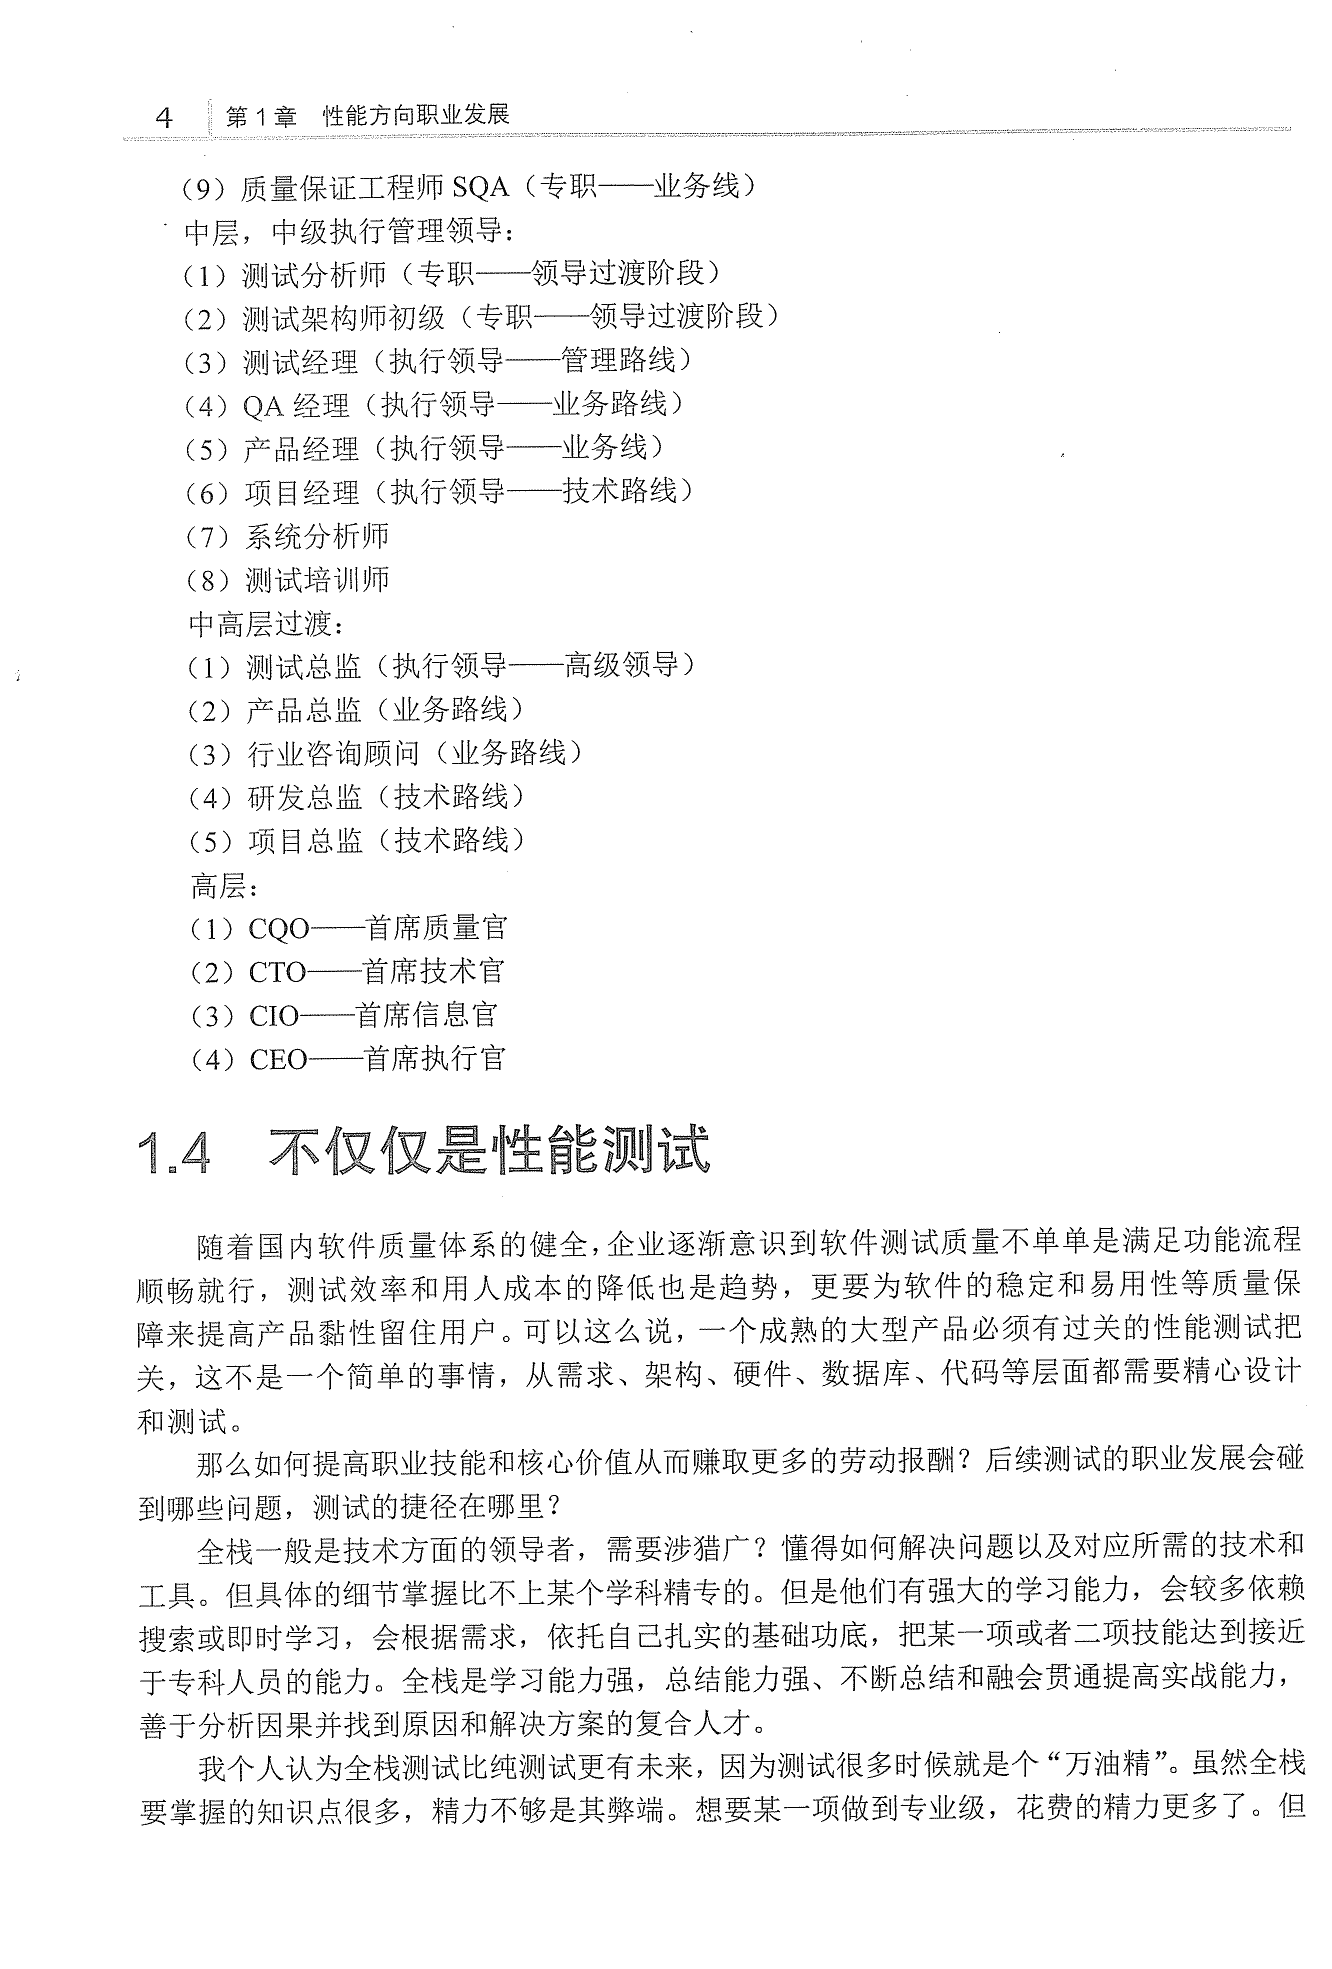 4 第1章 性能方向职业发展
（9）质量保证工程师 SQA（专职——业务线）
中层，中级执行管理领导：
（1）测试分析师（专职——领导过渡阶段）
（2）测试架构师初级（专职——领导过渡阶段）
（3）测试经理（执行领导——管理路线）
（4）QA 经理（执行领导——业务路线）
（5）产品经理（执行领导——业务线）
（6）项目经理（执行领导——技术路线）
（7）系统分析师
（8）测试培训师
中高层过渡：
（1）测试总监（执行领导——高级领导）
（2）产品总监（业务路线）
（3）行业咨询顾问（业务路线）
（4）研发总监（技术路线）
（5）项目总监（技术路线）
高层：
（1）CQO——首席质量官
（2）CTO——首席技术官
（3）CIO——首席信息官
（4）CEO——首席执行官
1.4 不仅仅是性能测试
随着国内软件质量体系的健全，企业逐渐意识到软件测试质量不单单是满足功能流程
顺畅就行，测试效率和用人成本的降低也是趋势，更要为软件的稳定和易用性等质量保
障来提高产品黏性留住用户。可以这么说，一个成熟的大型产品必须有过关的性能测试把
关，这不是一个简单的事情，从需求、架构、硬件、数据库、代码等层面都需要精心设计
和测试。
那么如何提高职业技能和核心价值从而赚取更多的劳动报酬？后续测试的职业发展会碰
到哪些问题，测试的捷径在哪里？
全栈一般是技术方面的领导者，需要涉猎广？懂得如何解决问题以及对应所需的技术和
工具。但具体的细节掌握比不上某个学科精专的。但是他们有强大的学习能力，会较多依赖
搜索或即时学习，会根据需求，依托自己扎实的基础功底，把某一项或者二项技能达到接近
于专科人员的能力。全栈是学习能力强，总结能力强、不断总结和融会贯通提高实战能力，
善于分析因果并找到原因和解决方案的复合人才。
我个人认为全栈测试比纯测试更有未来，因为测试很多时候就是个“万油精”。虽然全栈
要掌握的知识点很多，精力不够是其弊端。想要某一项做到专业级，花费的精力更多了。但